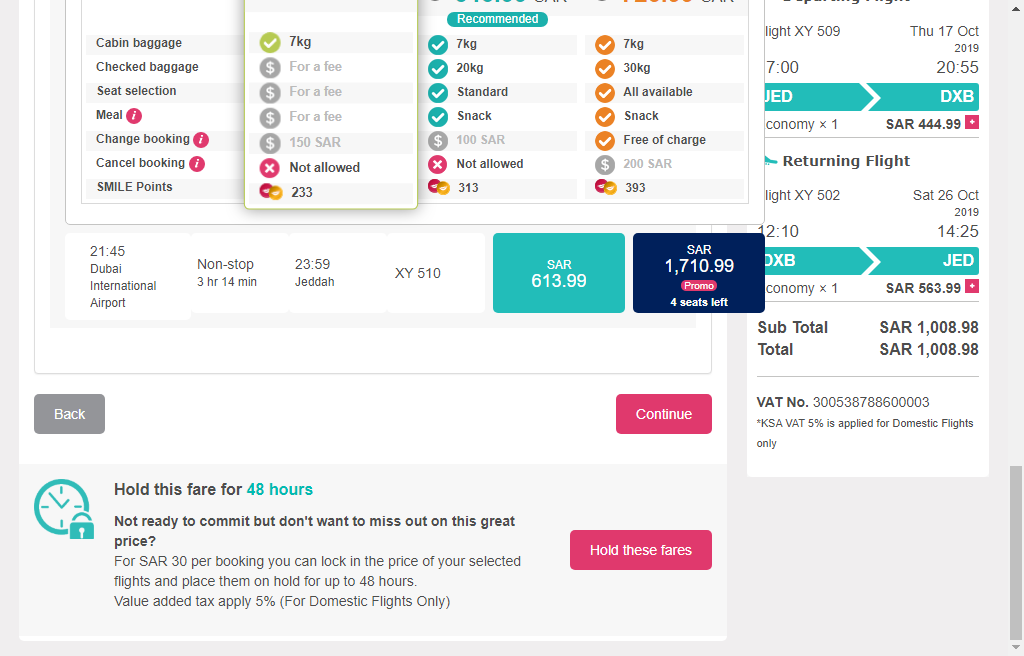 Recommended
Cabin baggage 7kg 7kg 7kg
Checked baggage For a fee 20kg 30kg
Seat selection For a fee Standard All available
Meal i For a fee Snack Snack
Change booking i 150 SAR 100 SAR Free of charge
Cancel booking i Not allowed Not allowed 200 SAR
SMILE Points 233 313 393
21:45
Dubai
International
Airport
Non-stop
3 hr 14 min
23:59
Jeddah
XY 510
SAR
613.99
SAR
1,710.99
Promo
4 seats left
Back
Continue
Hold this fare for 48 hours
Not ready to commit but don't want to miss out on this great
price?
For SAR 30 per booking you can lock in the price of your selected
flights and place them on hold for up to 48 hours.
Value added tax apply 5% (For Domestic Flights Only)
Hold these fares
light XY 509 Thu 17 Oct
2019
7:00 20:55
JED DXB
conomy × 1 SAR 444.99 +
Returning Flight
light XY 502 Sat 26 Oct
2019
12:10 14:25
DXB JED
conomy × 1 SAR 563.99 +
Sub Total SAR 1,008.98
Total SAR 1,008.98
VAT No. 300538788600003
*KSA VAT 5% is applied for Domestic Flights
only